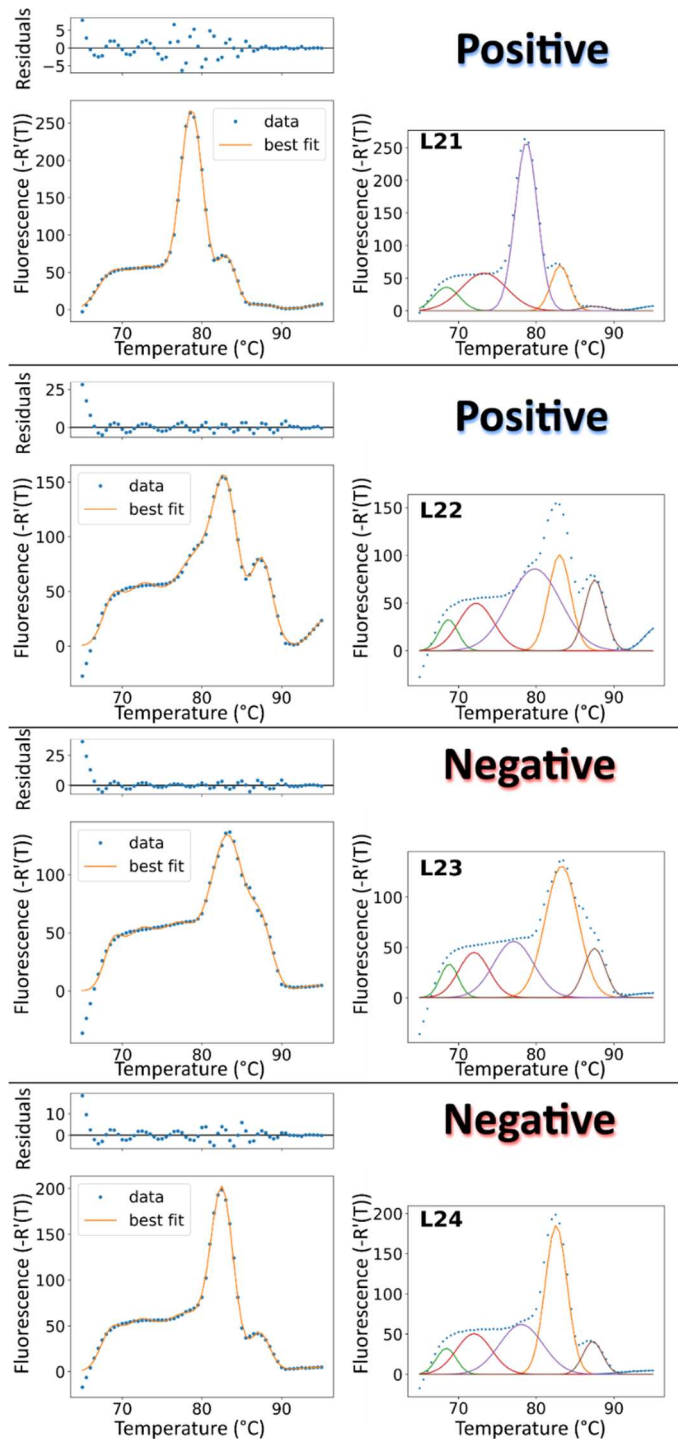 Residuals
5
0
−5
Positive
Fluorescence (-R'(T))
250
200
150
100
50
0
data
best fit
70
80
90
Temperature (°C)
L21
Fluorescence (-R'(T))
250
200
150
100
50
0
70
80
90
Temperature (°C)
Residuals
25
0
Positive
Fluorescence (-R'(T))
150
100
50
0
data
best fit
70
80
90
Temperature (°C)
L22
Fluorescence (-R'(T))
150
100
50
0
70
80
90
Temperature (°C)
Residuals
25
0
Negative
Fluorescence (-R'(T))
100
50
0
data
best fit
70
80
90
Temperature (°C)
L23
Fluorescence (-R'(T))
100
50
0
70
80
90
Temperature (°C)
Residuals
10
0
Negative
Fluorescence (-R'(T))
200
150
100
50
0
data
best fit
70
80
90
Temperature (°C)
L24
Fluorescence (-R'(T))
200
150
100
50
0
70
80
90
Temperature (°C)